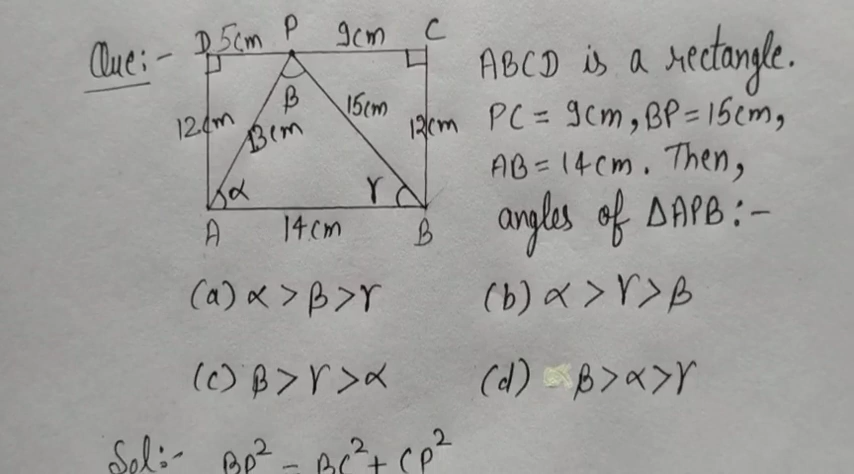 Que:- D 5cm P 9cm C
ABCD is a rectangle.
12cm 13cm β 15cm 12cm
PC = 9cm, BP = 15cm,
AB = 14cm. Then,
α γ
angles of ΔAPB :-
A 14cm B
(a) α > β > γ (b) α > γ > β
(c) β > γ > α (d) β > α > γ
Sol:- BP² = BC² + CP²